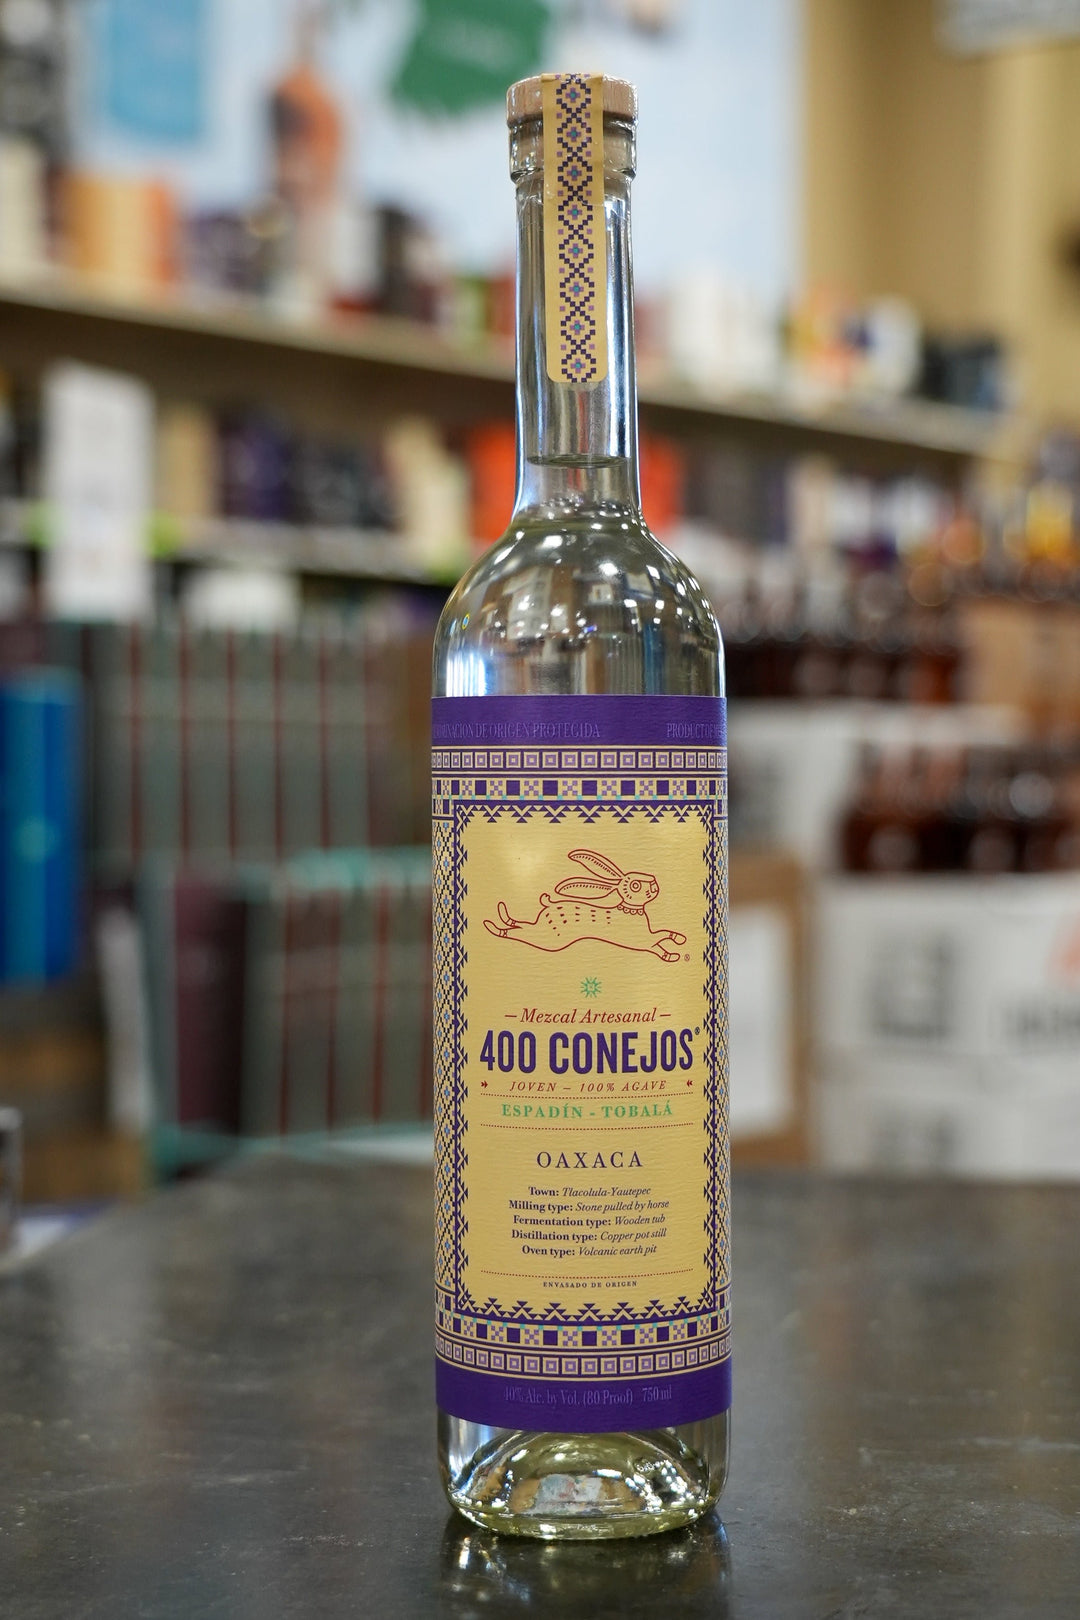 DE ORIGEN PROTEGIDA
400 CONEJOS®
— Mezcal Artesanal —
JOVEN – 100% AGAVE
ESPADÍN - TOBALÁ
OAXACA
Town: Tlacolula-Yautepec
Milling type: Stone pulled by horse
Fermentation type: Wooden tub
Distillation type: Copper pot still
Oven type: Volcanic earth pit
ENVASADO DE ORIGEN
40% Alc. by Vol. (80 Proof) 750 ml